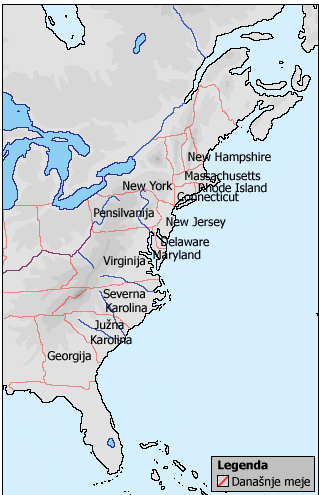 New Hampshire
Massachusetts
New York
Rhode Island
Connecticut
Pensilvanija
New Jersey
Delaware
Maryland
Virginija
Severna
Karolina
Južna
Karolina
Georgija
Legenda
Današnje meje